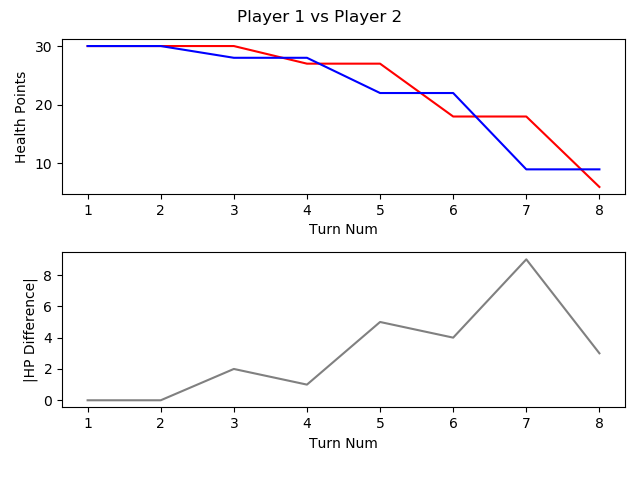 Player 1 vs Player 2
30
20
10
Health Points
1 2 3 4 5 6 7 8
Turn Num
8
6
4
2
0
|HP Difference|
1 2 3 4 5 6 7 8
Turn Num